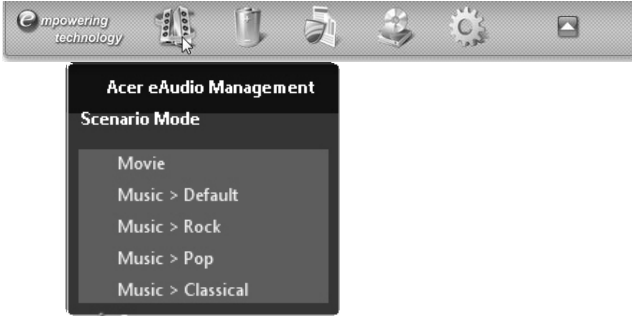 empowering
technology
Acer eAudio Management
Scenario Mode
Movie
Music > Default
Music > Rock
Music > Pop
Music > Classical